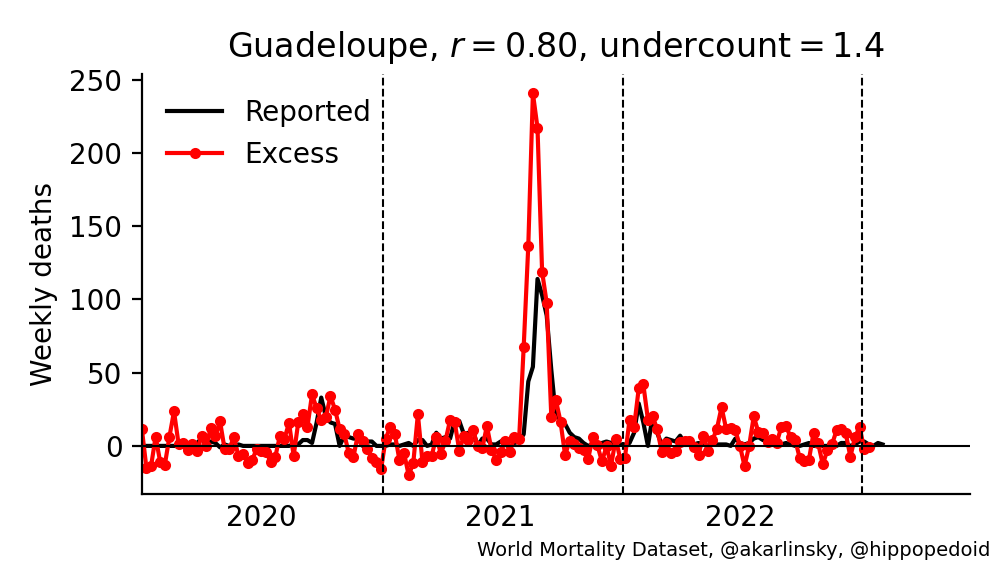 Guadeloupe, r = 0.80, undercount = 1.4
250
200
150
100
50
0
Weekly deaths
Reported
Excess
2020
2021
2022
World Mortality Dataset, @akarlinsky, @hippopedoid